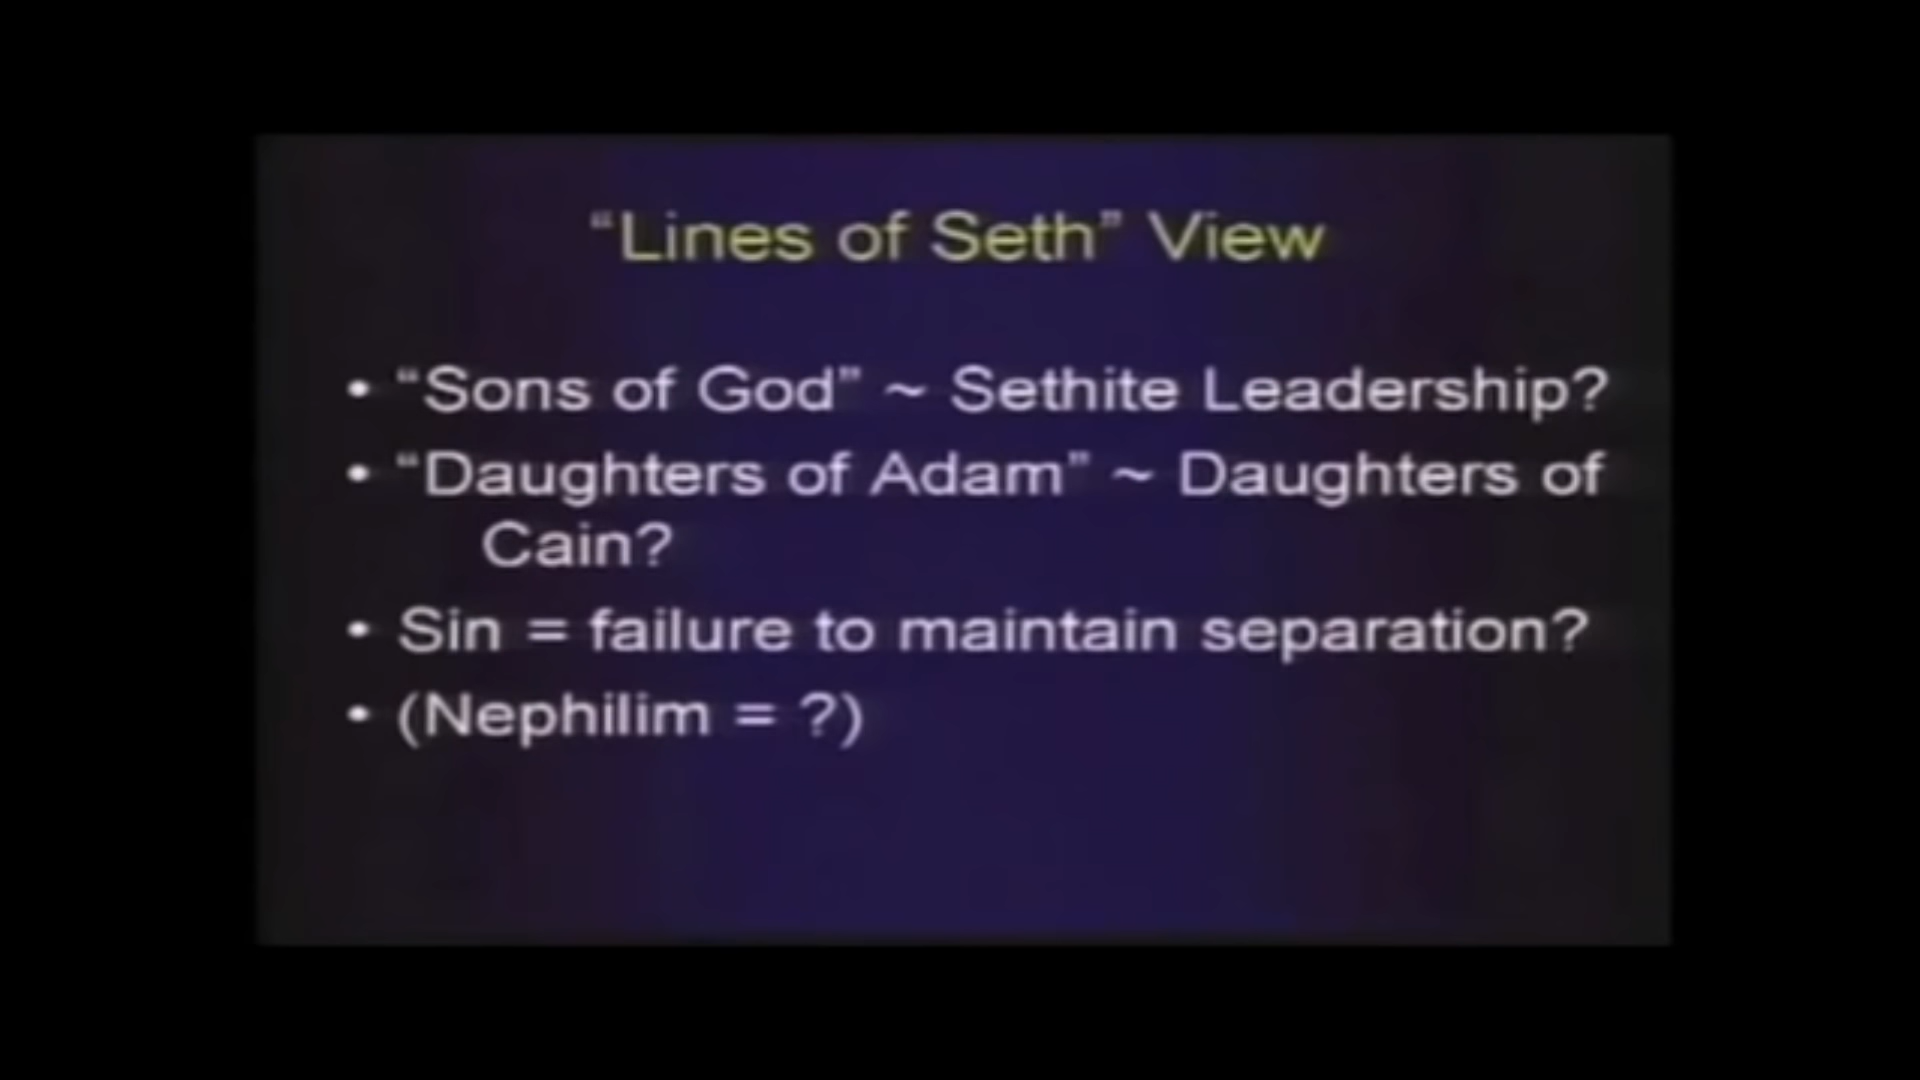 “Lines of Seth” View
• “Sons of God” ~ Sethite Leadership?
• “Daughters of Adam” ~ Daughters of
Cain?
• Sin = failure to maintain separation?
• (Nephilim = ?)